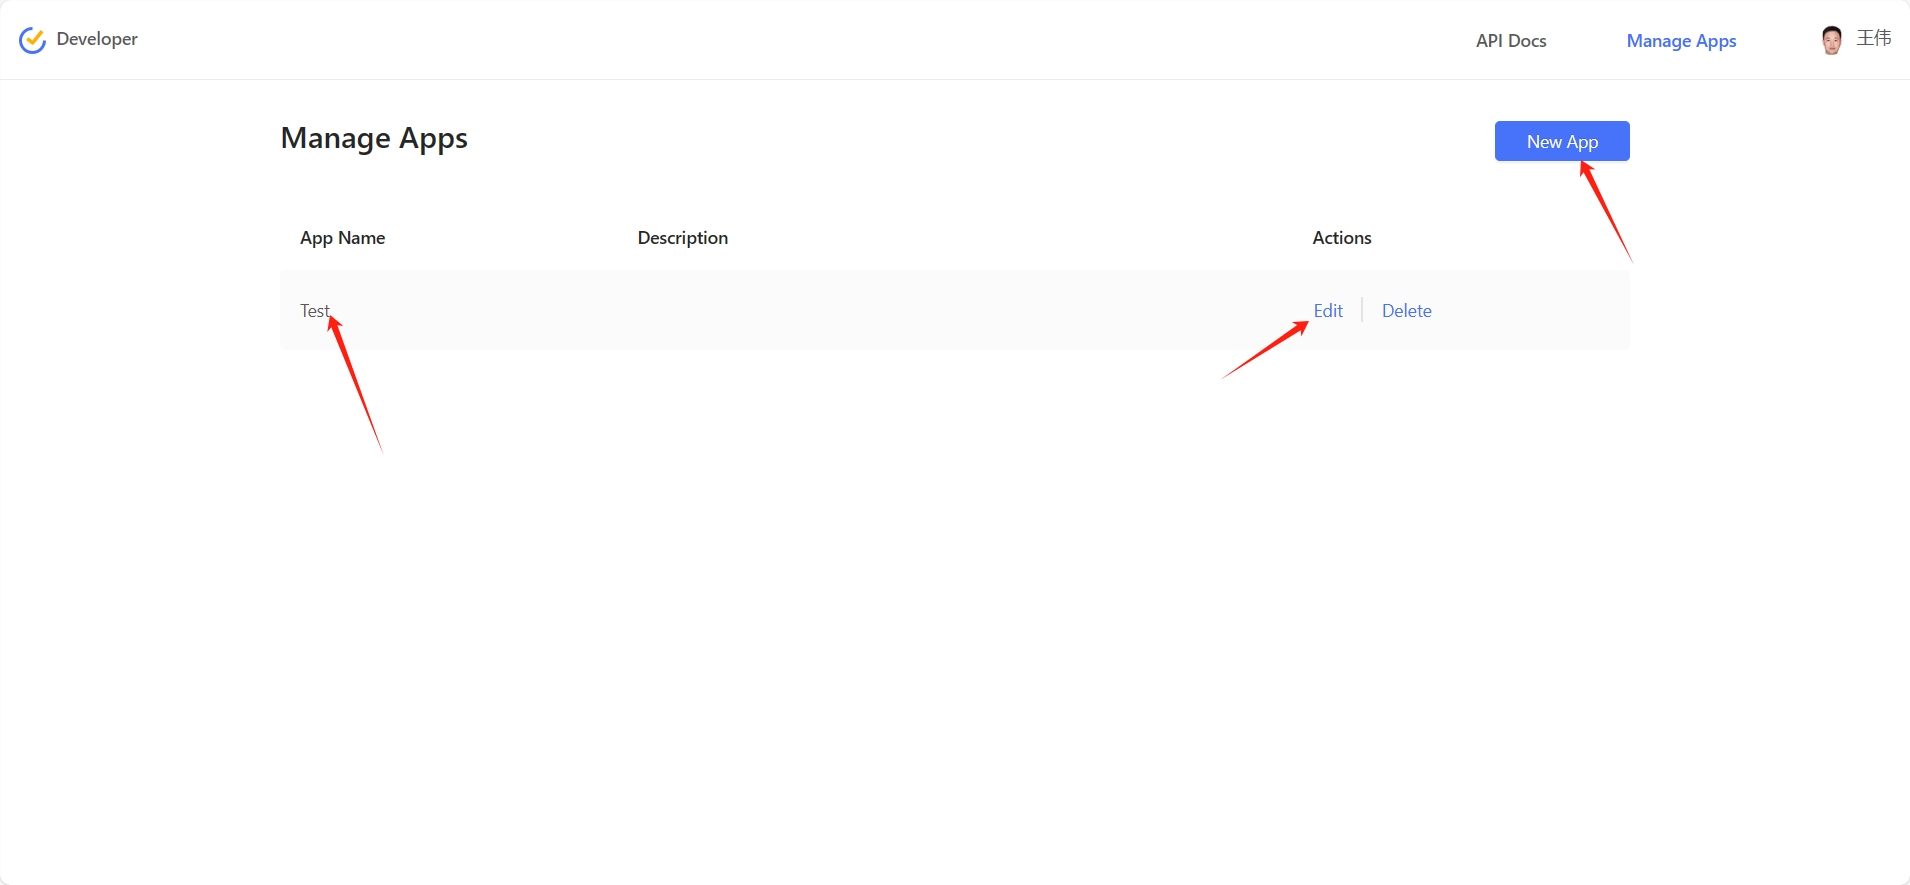 Developer
API Docs
Manage Apps
王伟
Manage Apps
New App
App Name
Description
Actions
Test
Edit
Delete